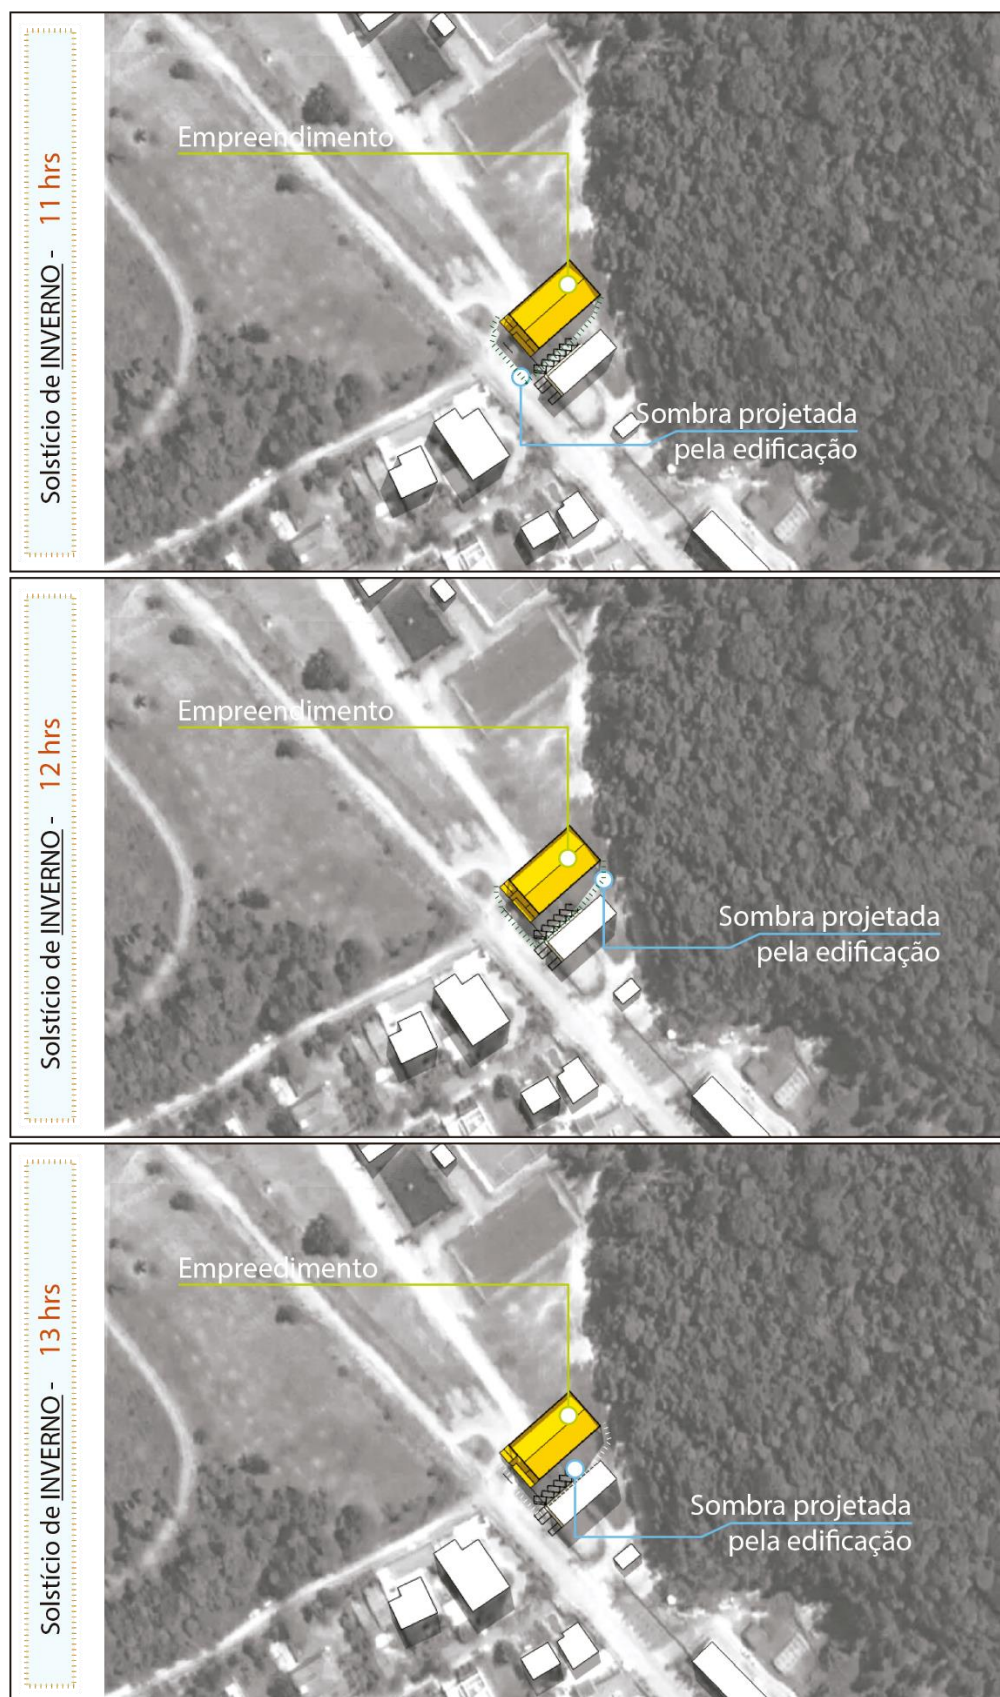 Solstício de INVERNO - 11 hrs
Empreendimento
Sombra projetada
pela edificação
Solstício de INVERNO - 12 hrs
Empreendimento
Sombra projetada
pela edificação
Solstício de INVERNO - 13 hrs
Empreedimento
Sombra projetada
pela edificação